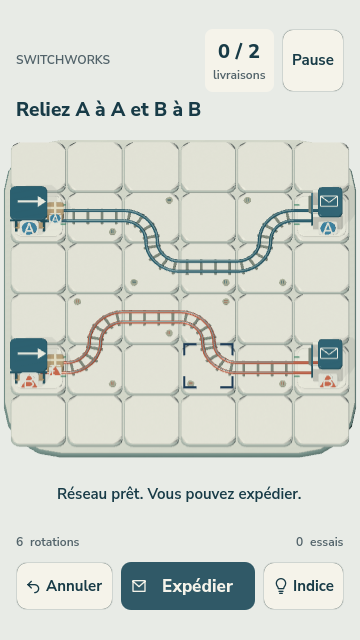 SWITCHWORKS
0 / 2
livraisons
Pause
Reliez A à A et B à B
A
A
A
B
B
Réseau prêt. Vous pouvez expédier.
6 rotations
0 essais
Annuler
Expédier
Indice